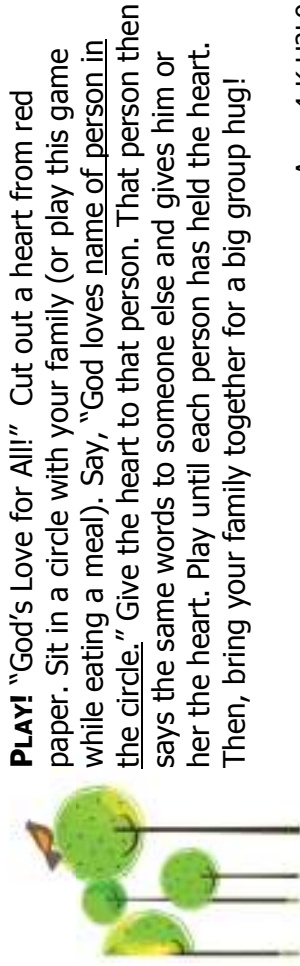 PLAY! “God’s Love for All!”  Cut out a heart from red
paper. Sit in a circle with your family (or play this game
while eating a meal). Say, “God loves name of person in
the circle.” Give the heart to that person. That person then
says the same words to someone else and gives him or
her the heart. Play until each person has held the heart.
Then, bring your family together for a big group hug!